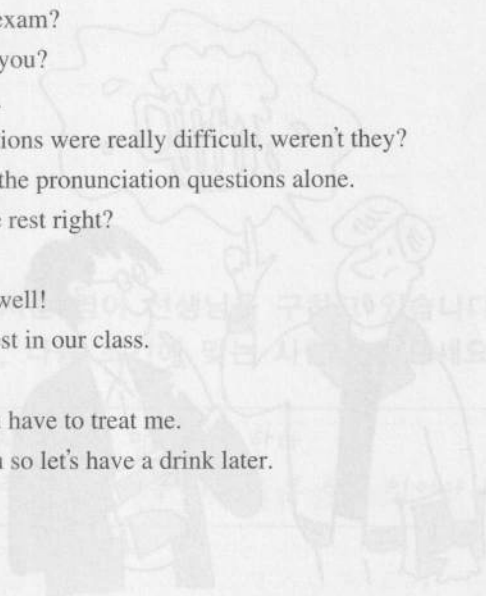 exam?
you?
ions were really difficult, weren't they?
the pronunciation questions alone.
rest right?
well!
st in our class.
have to treat me.
so let's have a drink later.